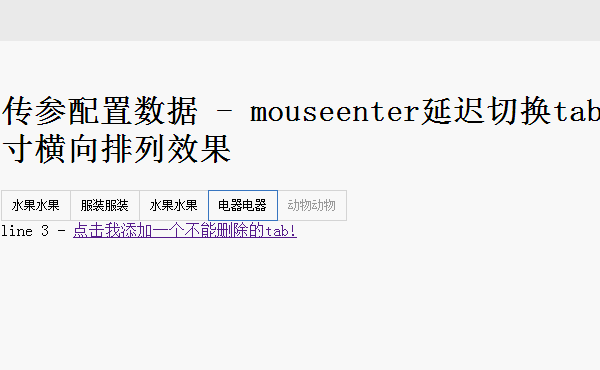 传参配置数据 - mouseenter延迟切换tab
寸横向排列效果
水果水果 服装服装 水果水果 电器电器 动物动物
line 3 - 点击我添加一个不能删除的tab!